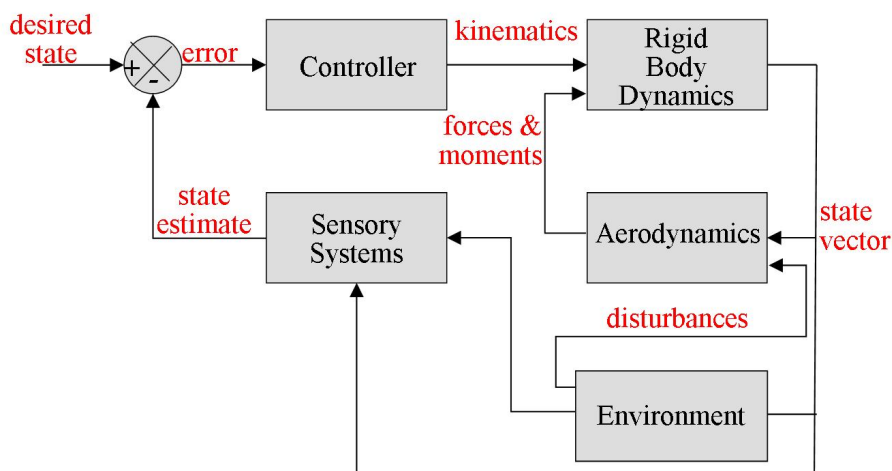 desired
state
+
-
error
Controller
kinematics
Rigid
Body
Dynamics
forces &
moments
state
estimate
Sensory
Systems
Aerodynamics
state
vector
disturbances
Environment